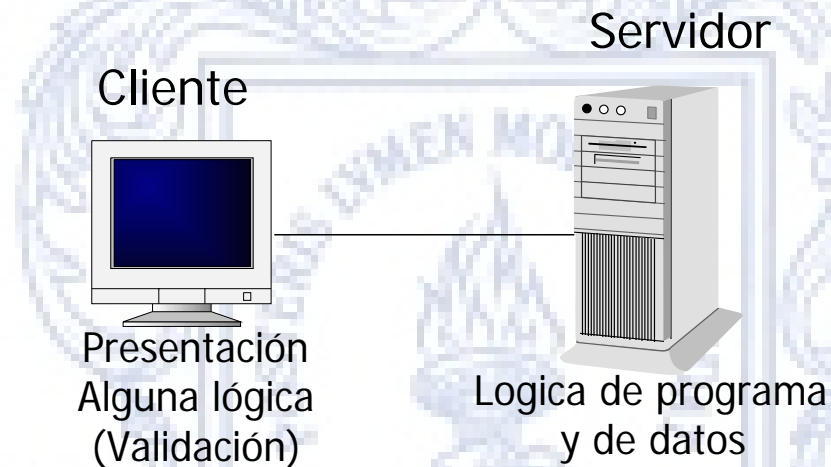 Servidor
Cliente
Presentación
Alguna lógica
(Validación)
Logica de programa
y de datos